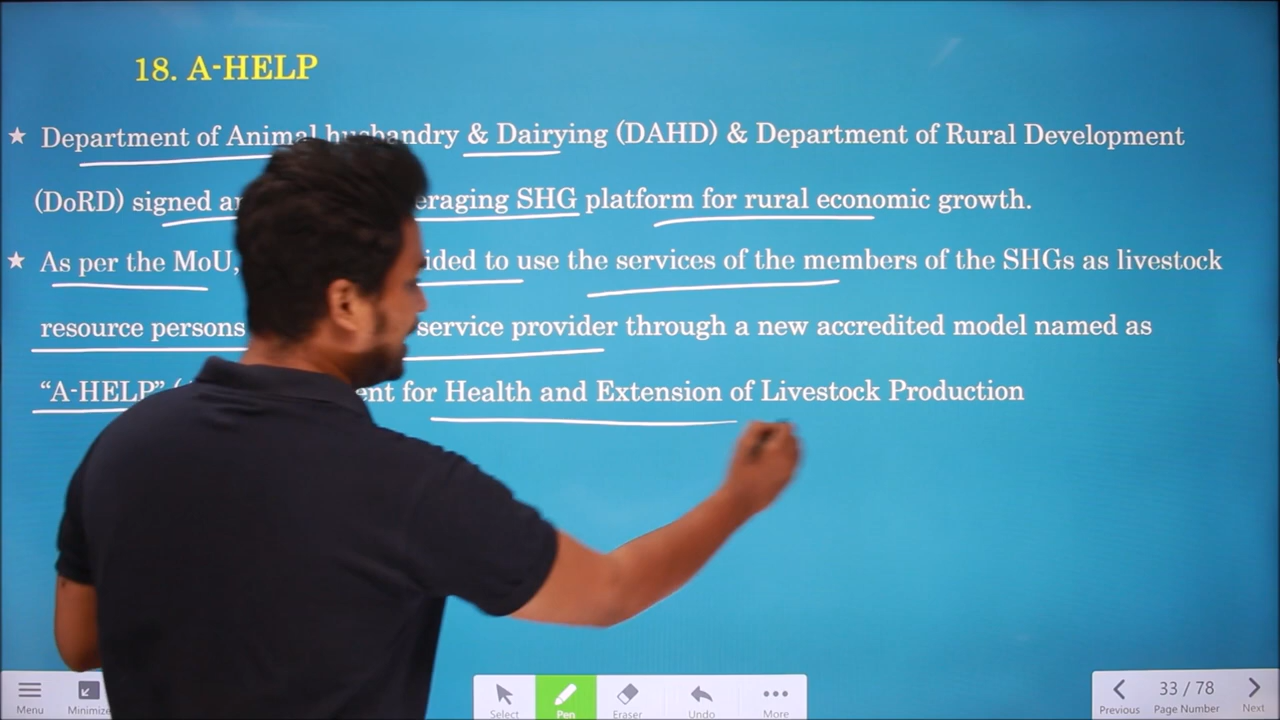 18. A-HELP
★ Department of Animal husbandry & Dairying (DAHD) & Department of Rural Development
(DoRD) signed eraging SHG platform for rural economic growth.
★ As per the MoU, ided to use the services of the members of the SHGs as livestock
resource persons service provider through a new accredited model named as
“A-HELP” ent for Health and Extension of Livestock Production
Menu
Minimize
Select
Pen
Eraser
Undo
More
Previous
33 / 78
Page Number
Next